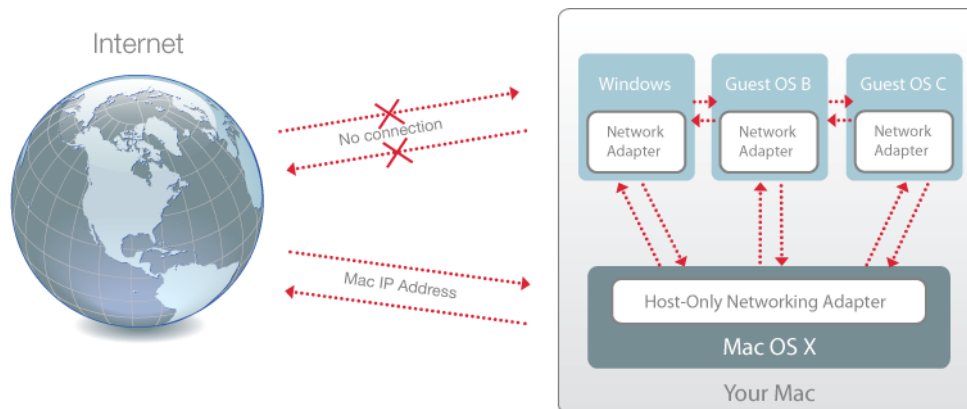 Internet
No connection
Mac IP Address
Windows
Guest OS B
Guest OS C
Network
Adapter
Network
Adapter
Network
Adapter
Host-Only Networking Adapter
Mac OS X
Your Mac